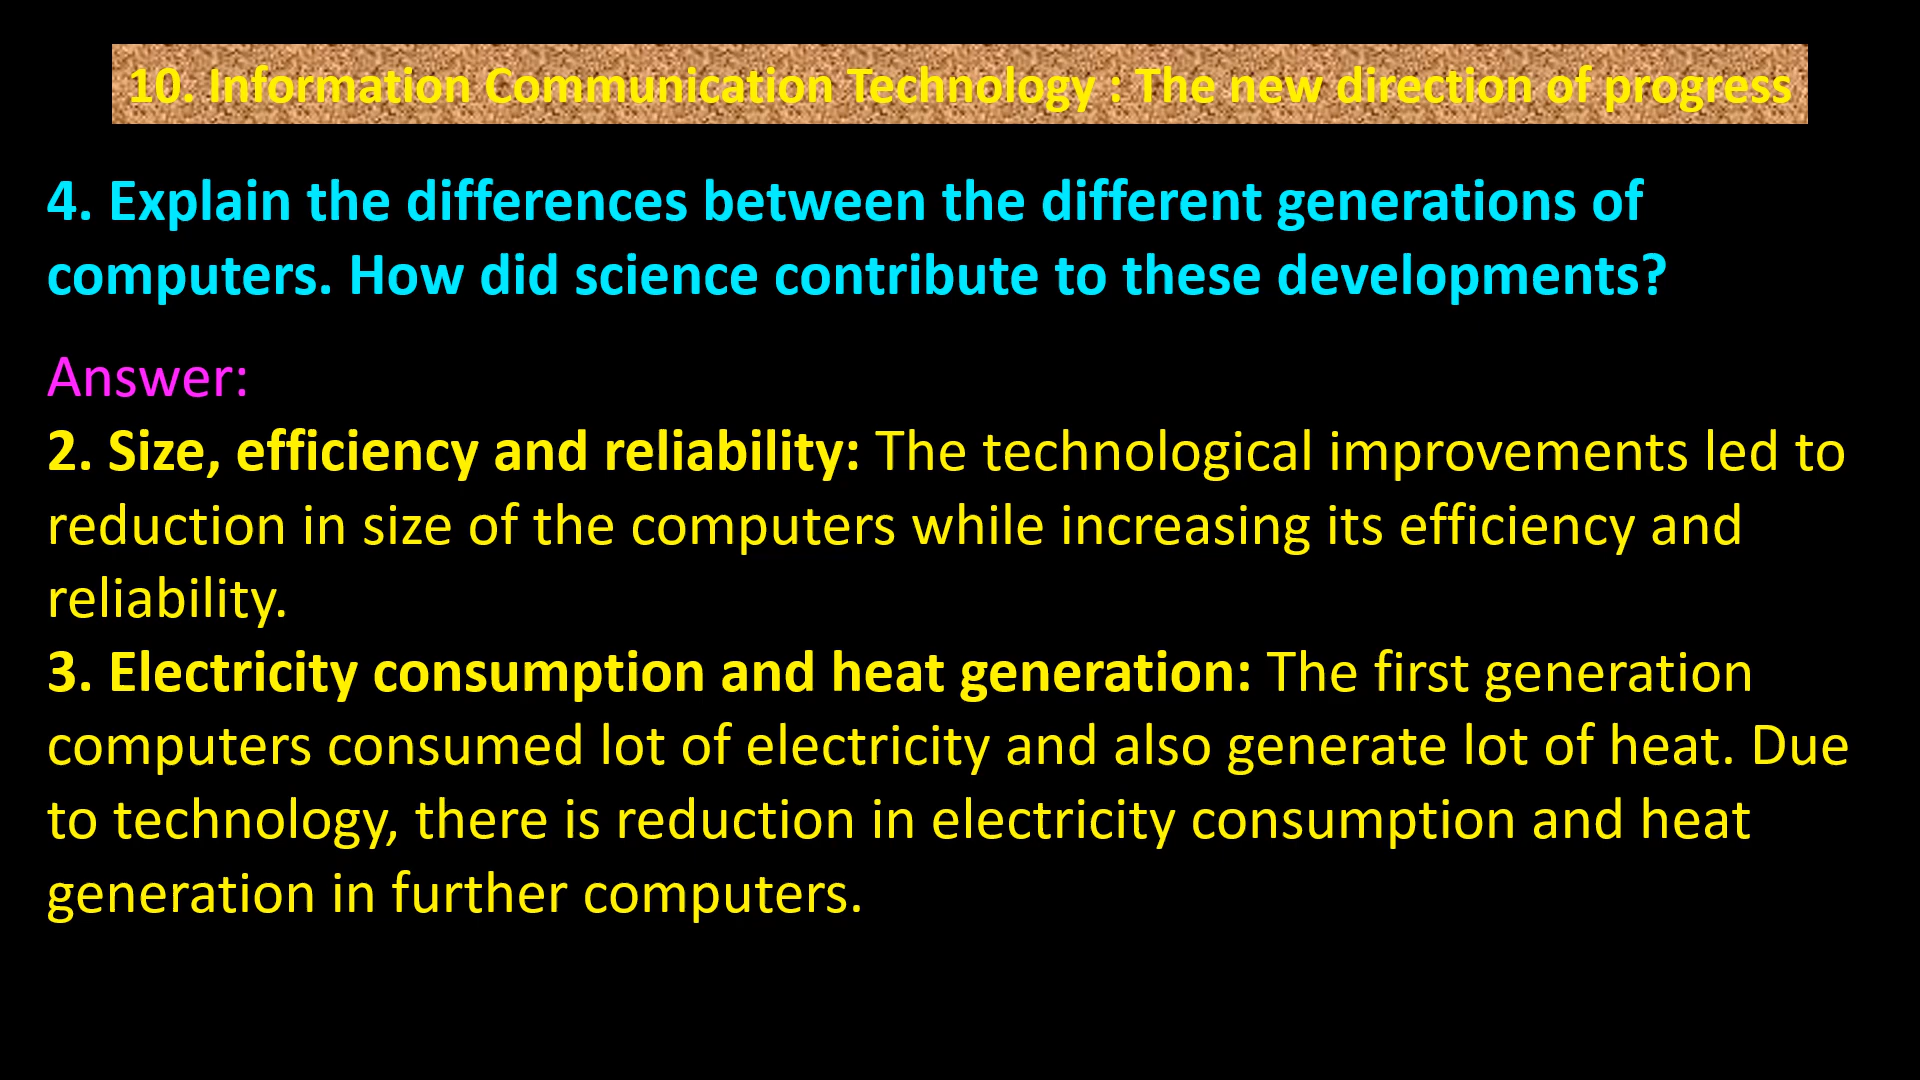 10. Information Communication Technology : The new direction of progress
4. Explain the differences between the different generations of
computers. How did science contribute to these developments?
Answer:
2. Size, efficiency and reliability: The technological improvements led to
reduction in size of the computers while increasing its efficiency and
reliability.
3. Electricity consumption and heat generation: The first generation
computers consumed lot of electricity and also generate lot of heat. Due
to technology, there is reduction in electricity consumption and heat
generation in further computers.